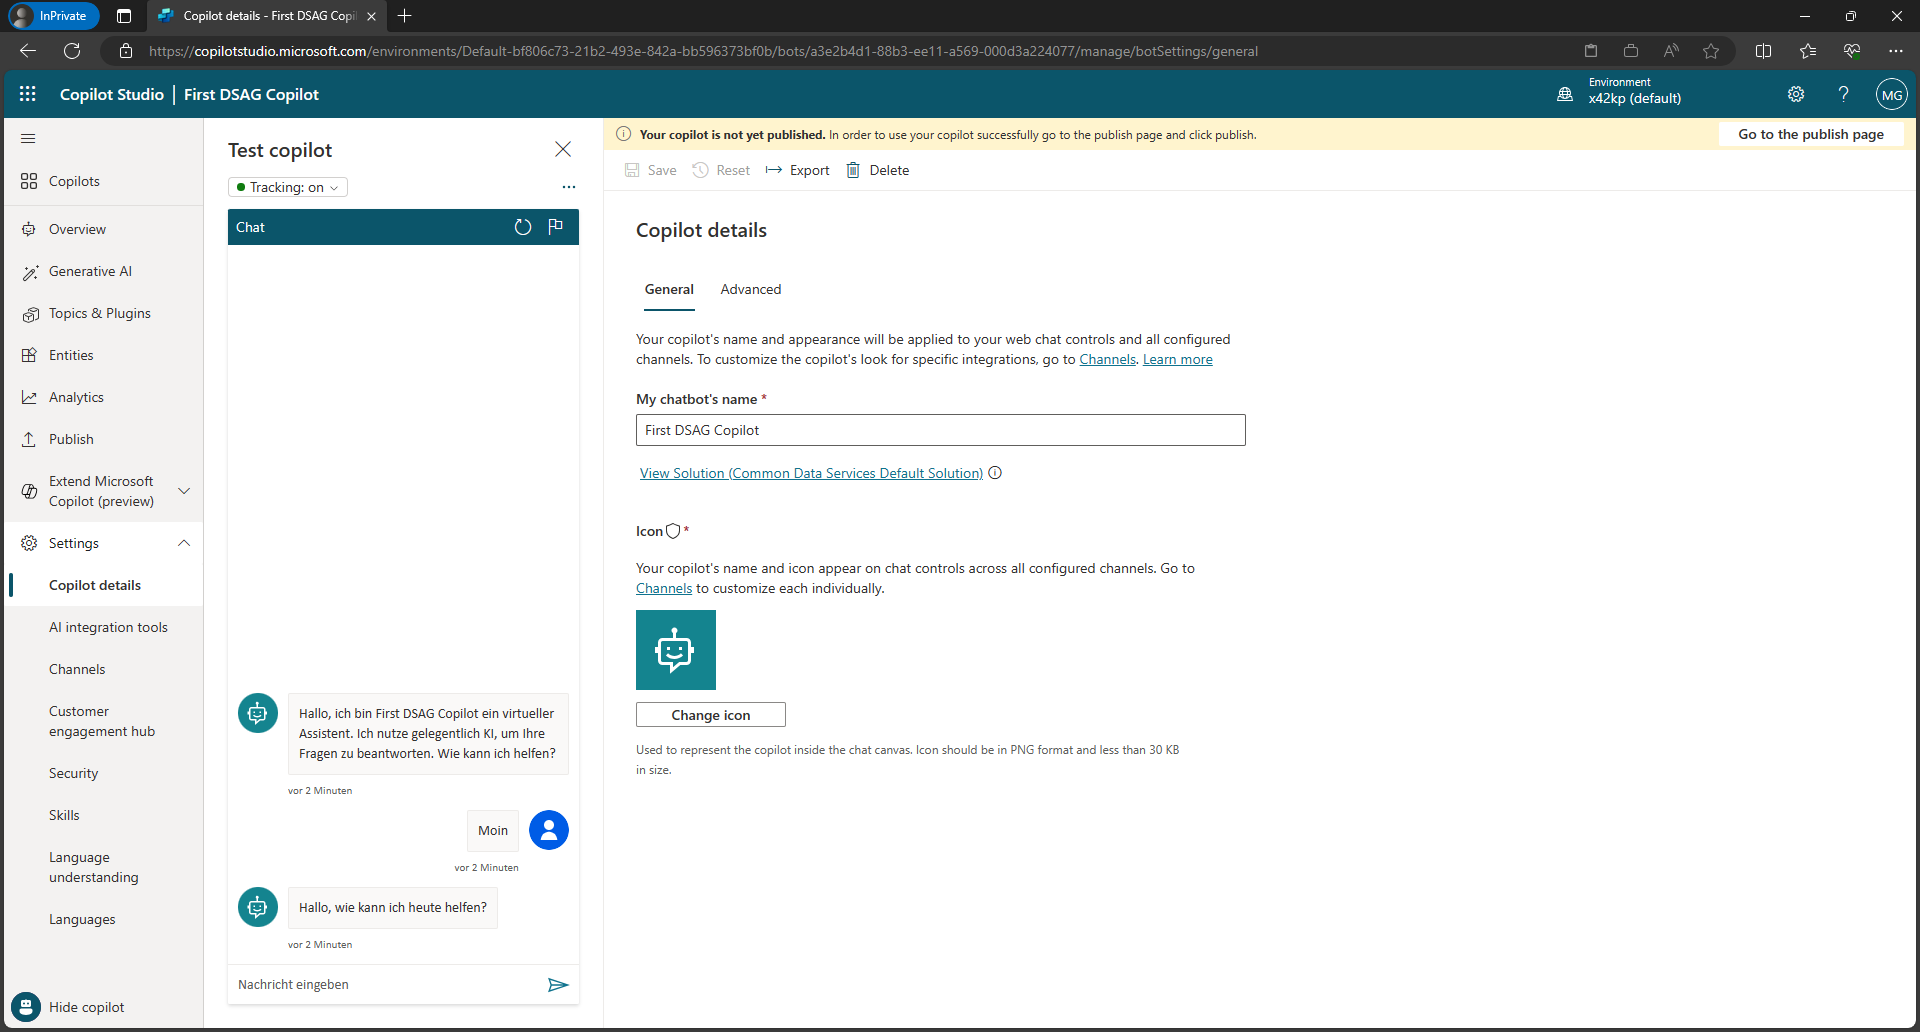 InPrivate
Copilot details - First DSAG Copil
https://copilotstudio.microsoft.com/environments/Default-bf806c73-21b2-493e-842a-bb596373bf0b/bots/a3e2b4d1-88b3-ee11-a569-000d3a224077/manage/botSettings/general
Copilot Studio | First DSAG Copilot
Environment
x42kp (default)
?
MG
Copilots
Overview
Generative AI
Topics & Plugins
Entities
Analytics
Publish
Extend Microsoft
Copilot (preview)
Settings
Copilot details
AI integration tools
Channels
Customer
engagement hub
Security
Skills
Language
understanding
Languages
Hide copilot
Test copilot
Tracking: on
Chat
Hallo, ich bin First DSAG Copilot ein virtueller
Assistent. Ich nutze gelegentlich KI, um Ihre
Fragen zu beantworten. Wie kann ich helfen?
vor 2 Minuten
Moin
vor 2 Minuten
Hallo, wie kann ich heute helfen?
vor 2 Minuten
Nachricht eingeben
Your copilot is not yet published. In order to use your copilot successfully go to the publish page and click publish.
Go to the publish page
Save
Reset
Export
Delete
Copilot details
General
Advanced
Your copilot's name and appearance will be applied to your web chat controls and all configured
channels. To customize the copilot's look for specific integrations, go to Channels. Learn more
My chatbot's name *
First DSAG Copilot
View Solution (Common Data Services Default Solution)
Icon *
Your copilot's name and icon appear on chat controls across all configured channels. Go to
Channels to customize each individually.
Change icon
Used to represent the copilot inside the chat canvas. Icon should be in PNG format and less than 30 KB
in size.